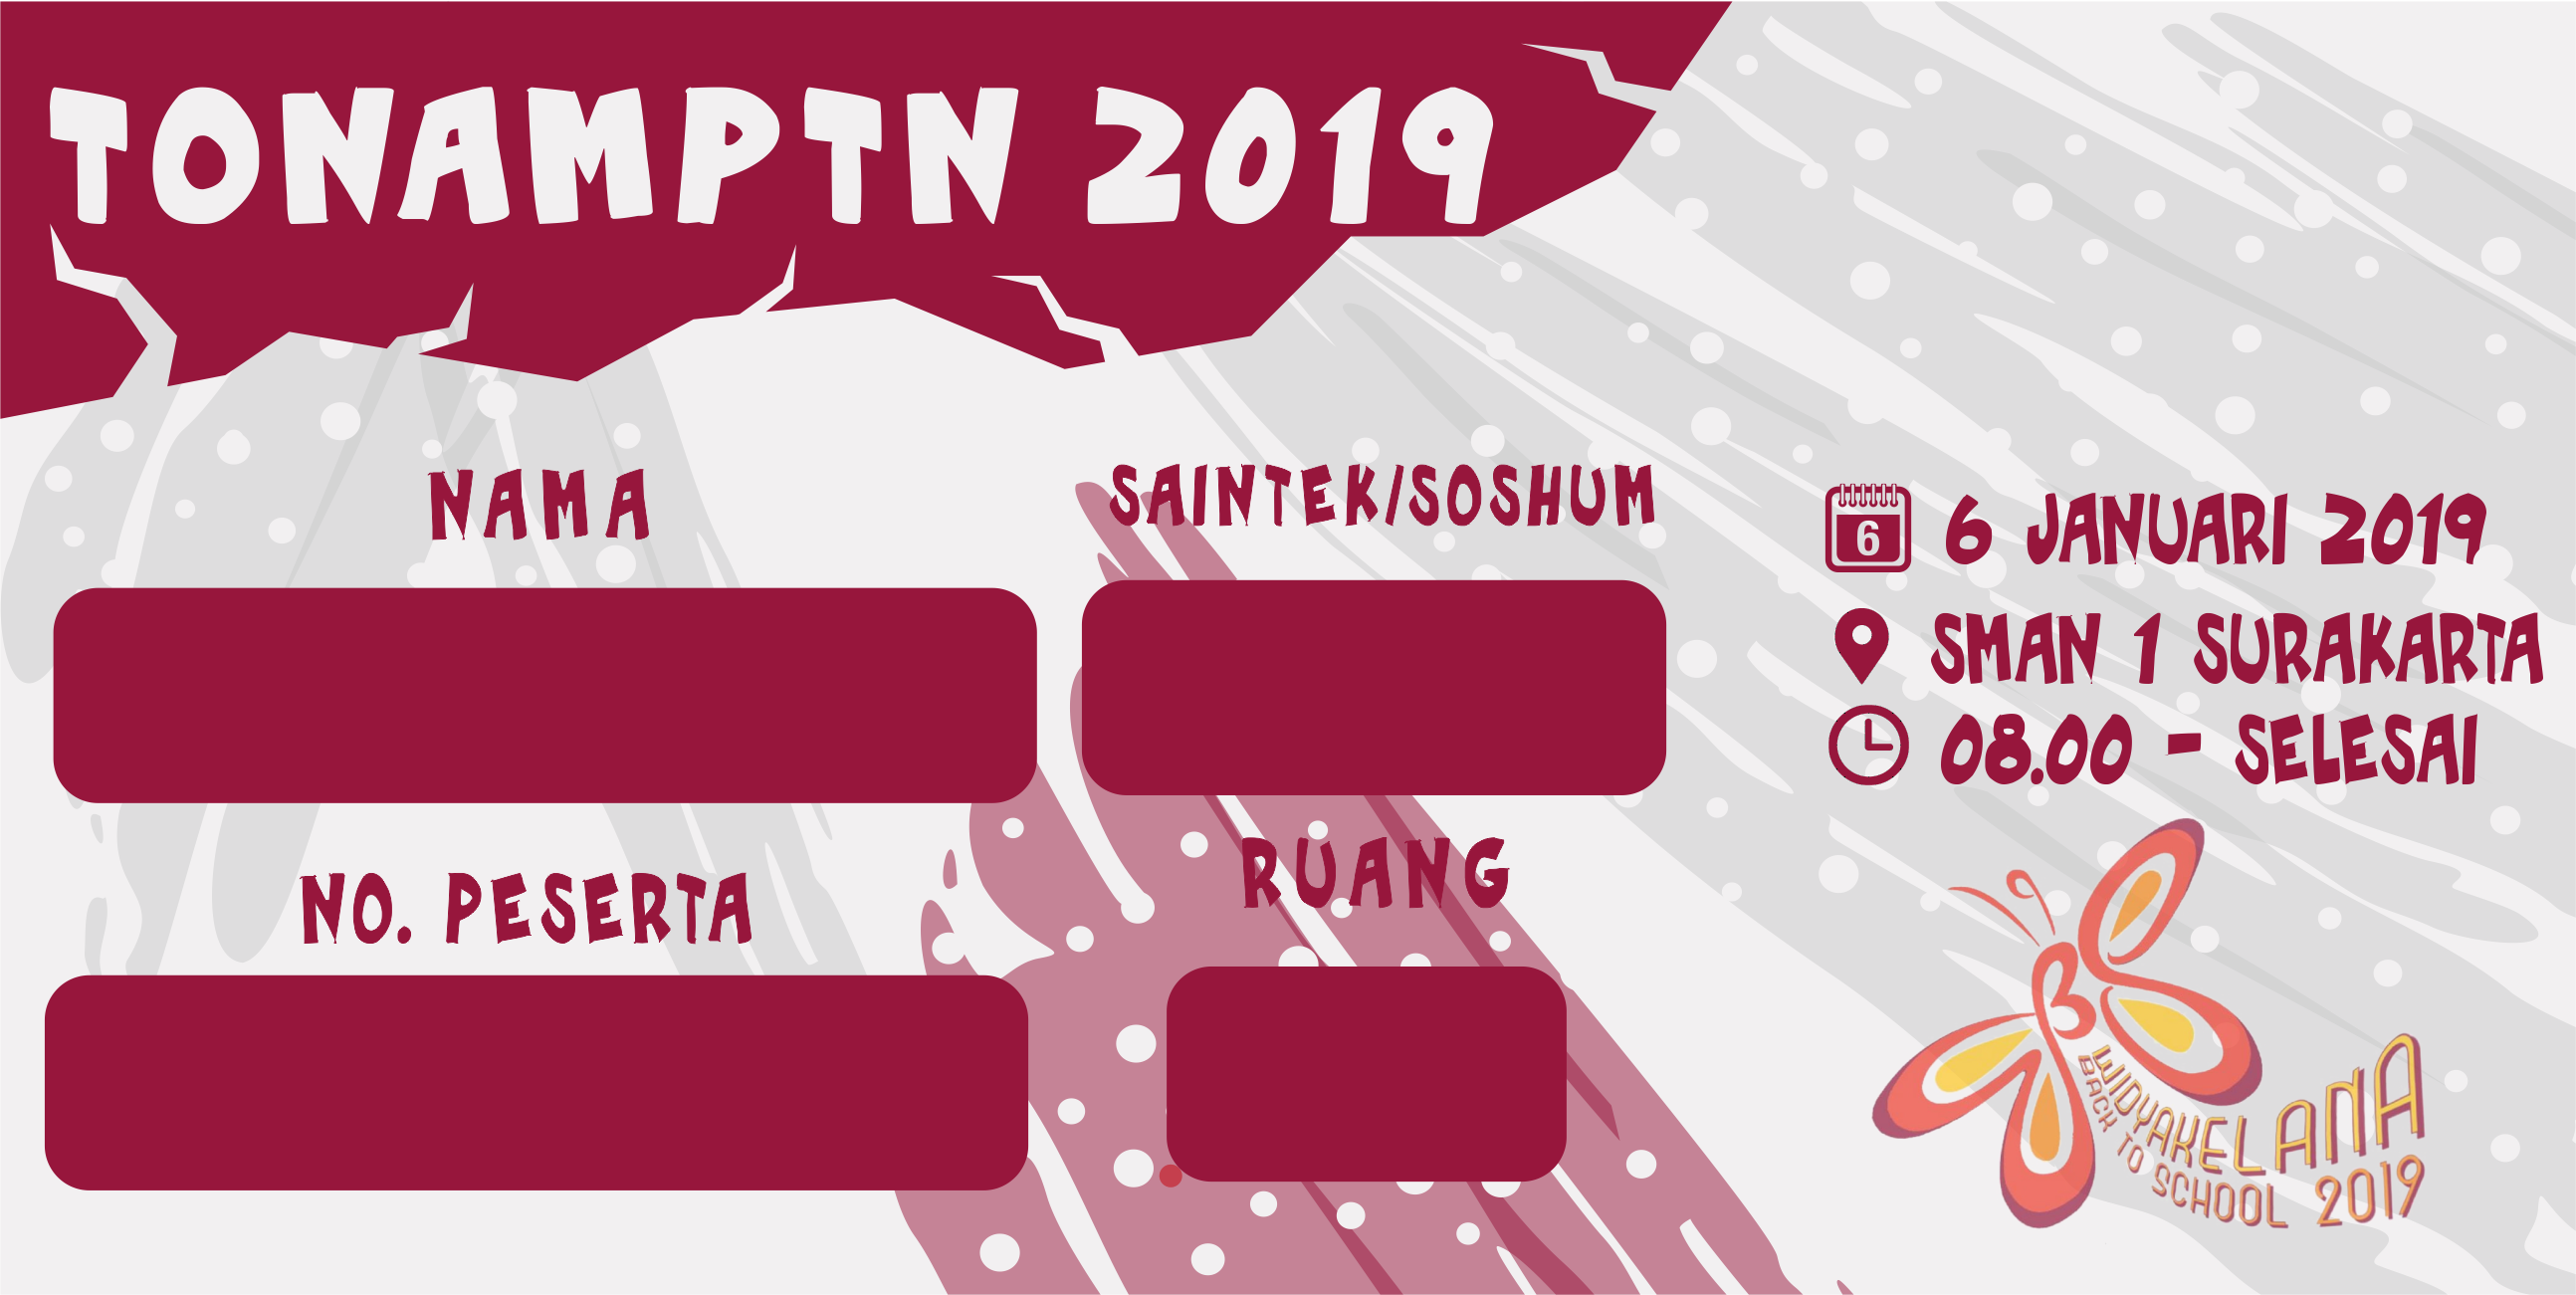 TONAMPTN 2019
NAMA
SAINTEK/SOSHUM
NO. PESERTA
RUANG
6
6 JANUARI 2019
SMAN 1 SURAKARTA
08.00 - SELESAI
WIDYAKELANA
BACK TO SCHOOL 2019